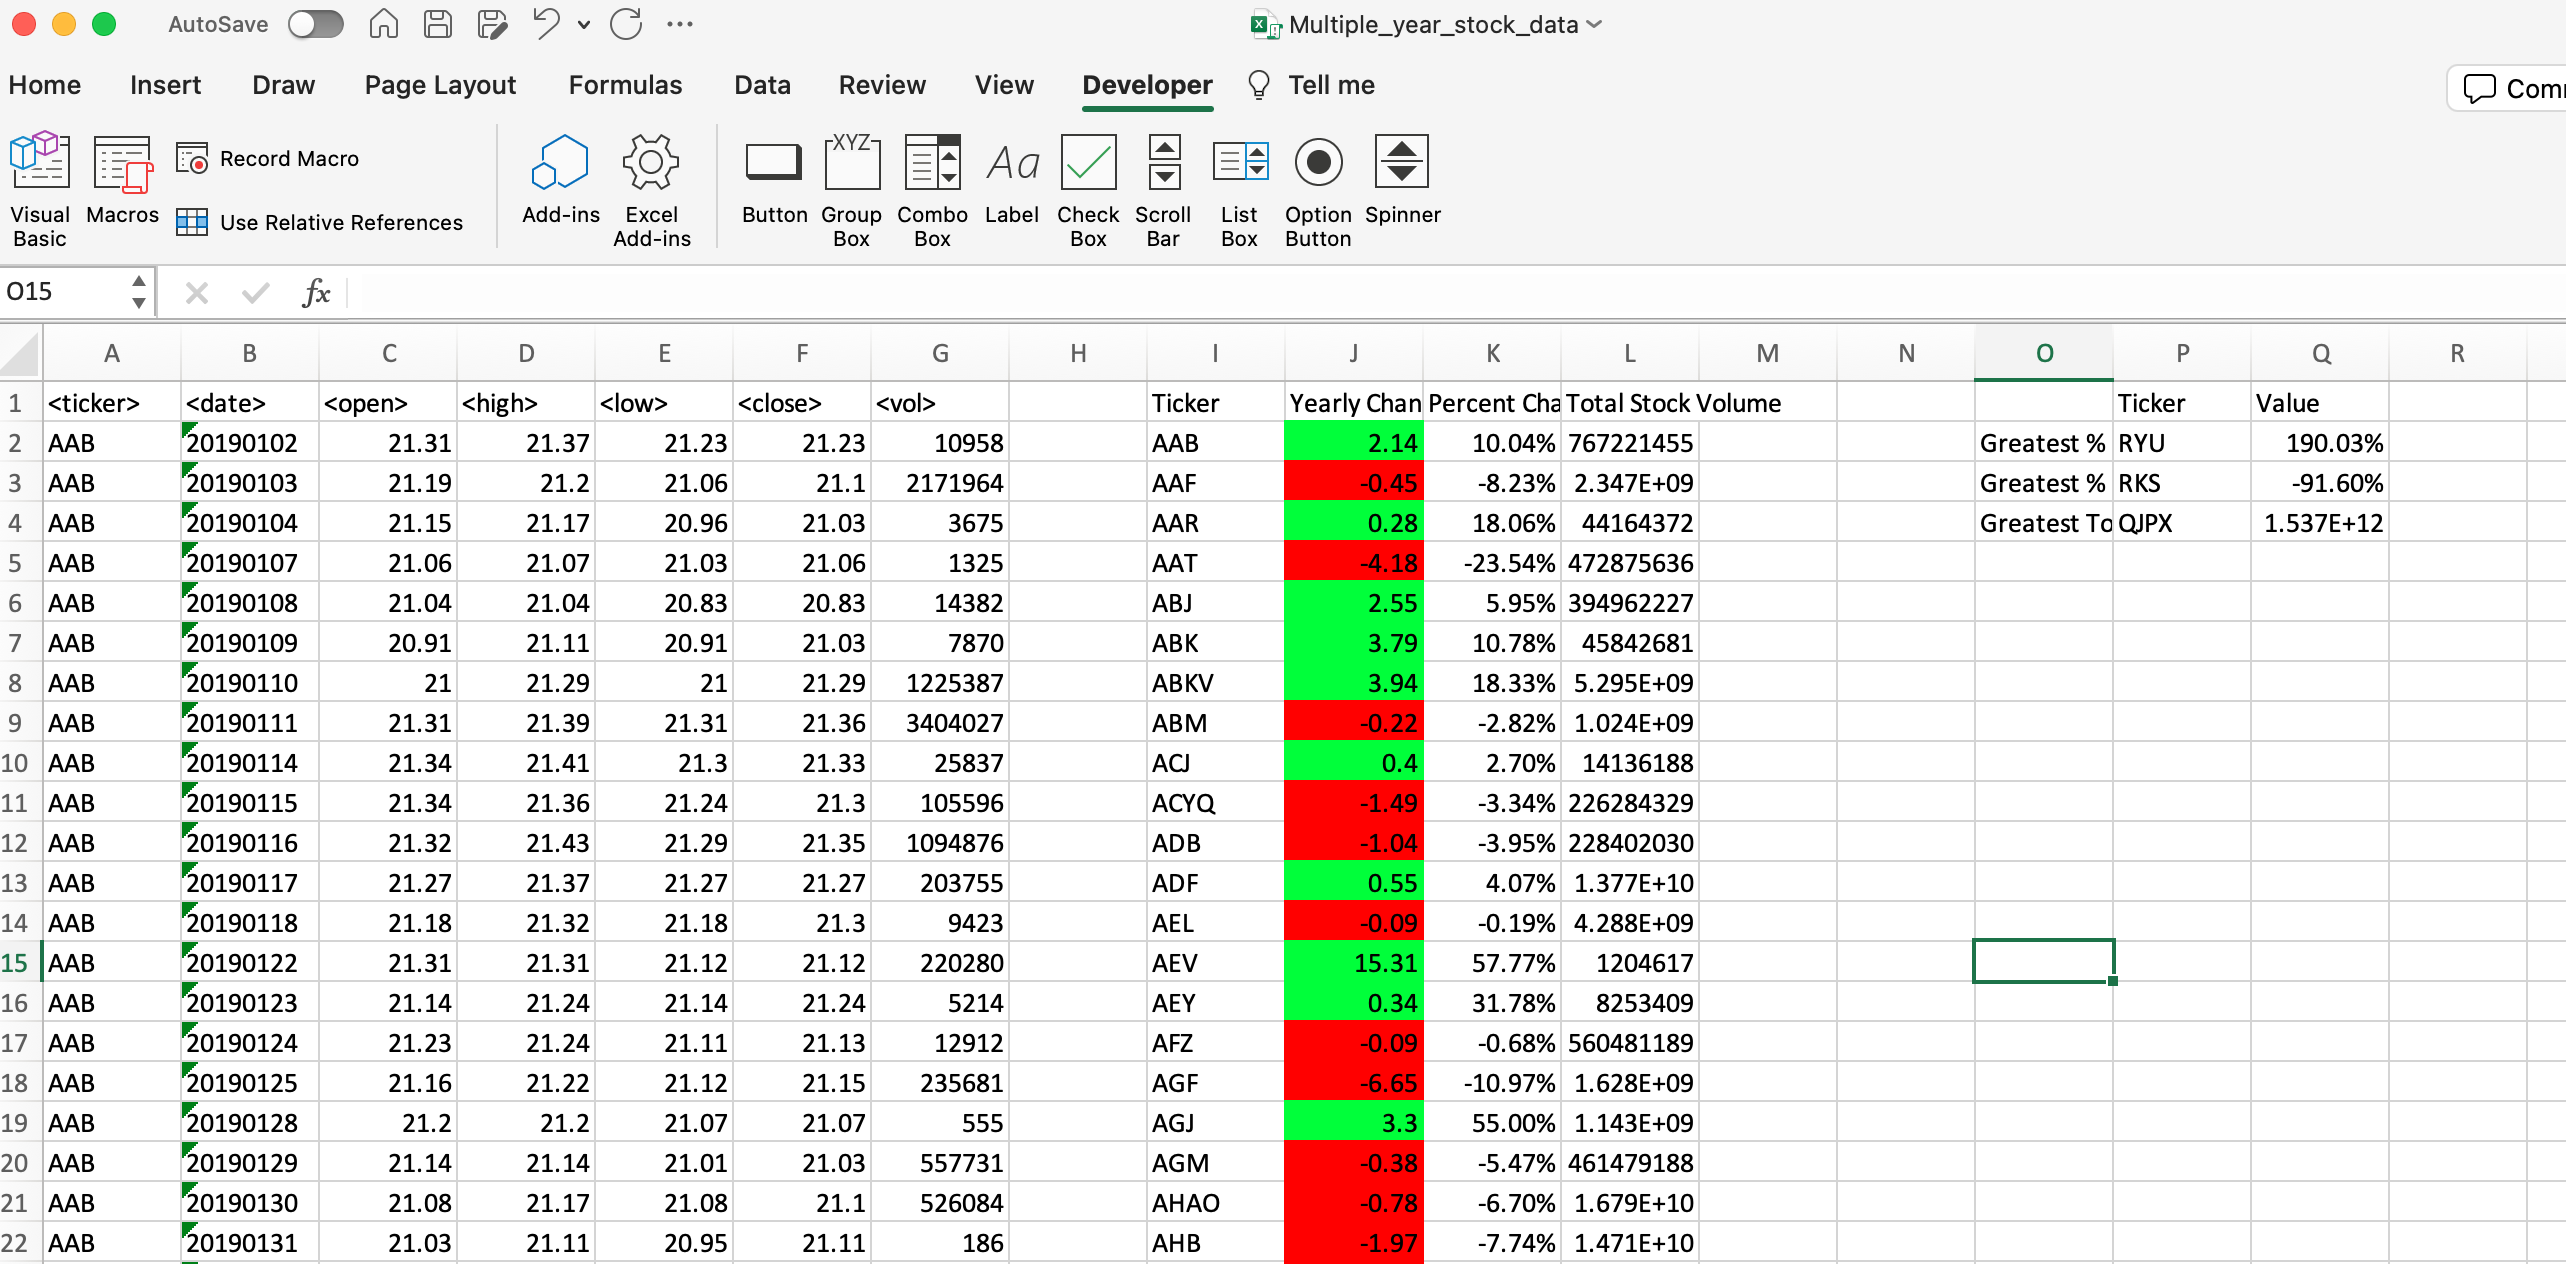 AutoSave Multiple_year_stock_data
Home Insert Draw Page Layout Formulas Data Review View Developer Tell me
Visual Basic Macros Record Macro Use Relative References Add-ins Excel Add-ins Button Group Box XYZ Combo Box Aa Label Check Box Scroll Bar List Box Option Button Spinner
O15 fx
A B C D E F G H I J K L M N O P Q R
1 <ticker> <date> <open> <high> <low> <close> <vol> Ticker Yearly Chan Percent Cha Total Stock Volume Ticker Value
2 AAB 20190102 21.31 21.37 21.23 21.23 10958 AAB 2.14 10.04% 767221455 Greatest % RYU 190.03%
3 AAB 20190103 21.19 21.2 21.06 21.1 2171964 AAF -0.45 -8.23% 2.347E+09 Greatest % RKS -91.60%
4 AAB 20190104 21.15 21.17 20.96 21.03 3675 AAR 0.28 18.06% 44164372 Greatest To QJPX 1.537E+12
5 AAB 20190107 21.06 21.07 21.03 21.06 1325 AAT -4.18 -23.54% 472875636
6 AAB 20190108 21.04 21.04 20.83 20.83 14382 ABJ 2.55 5.95% 394962227
7 AAB 20190109 20.91 21.11 20.91 21.03 7870 ABK 3.79 10.78% 45842681
8 AAB 20190110 21 21.29 21 21.29 1225387 ABKV 3.94 18.33% 5.295E+09
9 AAB 20190111 21.31 21.39 21.31 21.36 3404027 ABM -0.22 -2.82% 1.024E+09
10 AAB 20190114 21.34 21.41 21.3 21.33 25837 ACJ 0.4 2.70% 14136188
11 AAB 20190115 21.34 21.36 21.24 21.3 105596 ACYQ -1.49 -3.34% 226284329
12 AAB 20190116 21.32 21.43 21.29 21.35 1094876 ADB -1.04 -3.95% 228402030
13 AAB 20190117 21.27 21.37 21.27 21.27 203755 ADF 0.55 4.07% 1.377E+10
14 AAB 20190118 21.18 21.32 21.18 21.3 9423 AEL -0.09 -0.19% 4.288E+09
15 AAB 20190122 21.31 21.31 21.12 21.12 220280 AEV 15.31 57.77% 1204617
16 AAB 20190123 21.14 21.24 21.14 21.24 5214 AEY 0.34 31.78% 8253409
17 AAB 20190124 21.23 21.24 21.11 21.13 12912 AFZ -0.09 -0.68% 560481189
18 AAB 20190125 21.16 21.22 21.12 21.15 235681 AGF -6.65 -10.97% 1.628E+09
19 AAB 20190128 21.2 21.2 21.07 21.07 555 AGJ 3.3 55.00% 1.143E+09
20 AAB 20190129 21.14 21.14 21.01 21.03 557731 AGM -0.38 -5.47% 461479188
21 AAB 20190130 21.08 21.17 21.08 21.1 526084 AHAO -0.78 -6.70% 1.679E+10
22 AAB 20190131 21.03 21.11 20.95 21.11 186 AHB -1.97 -7.74% 1.471E+10